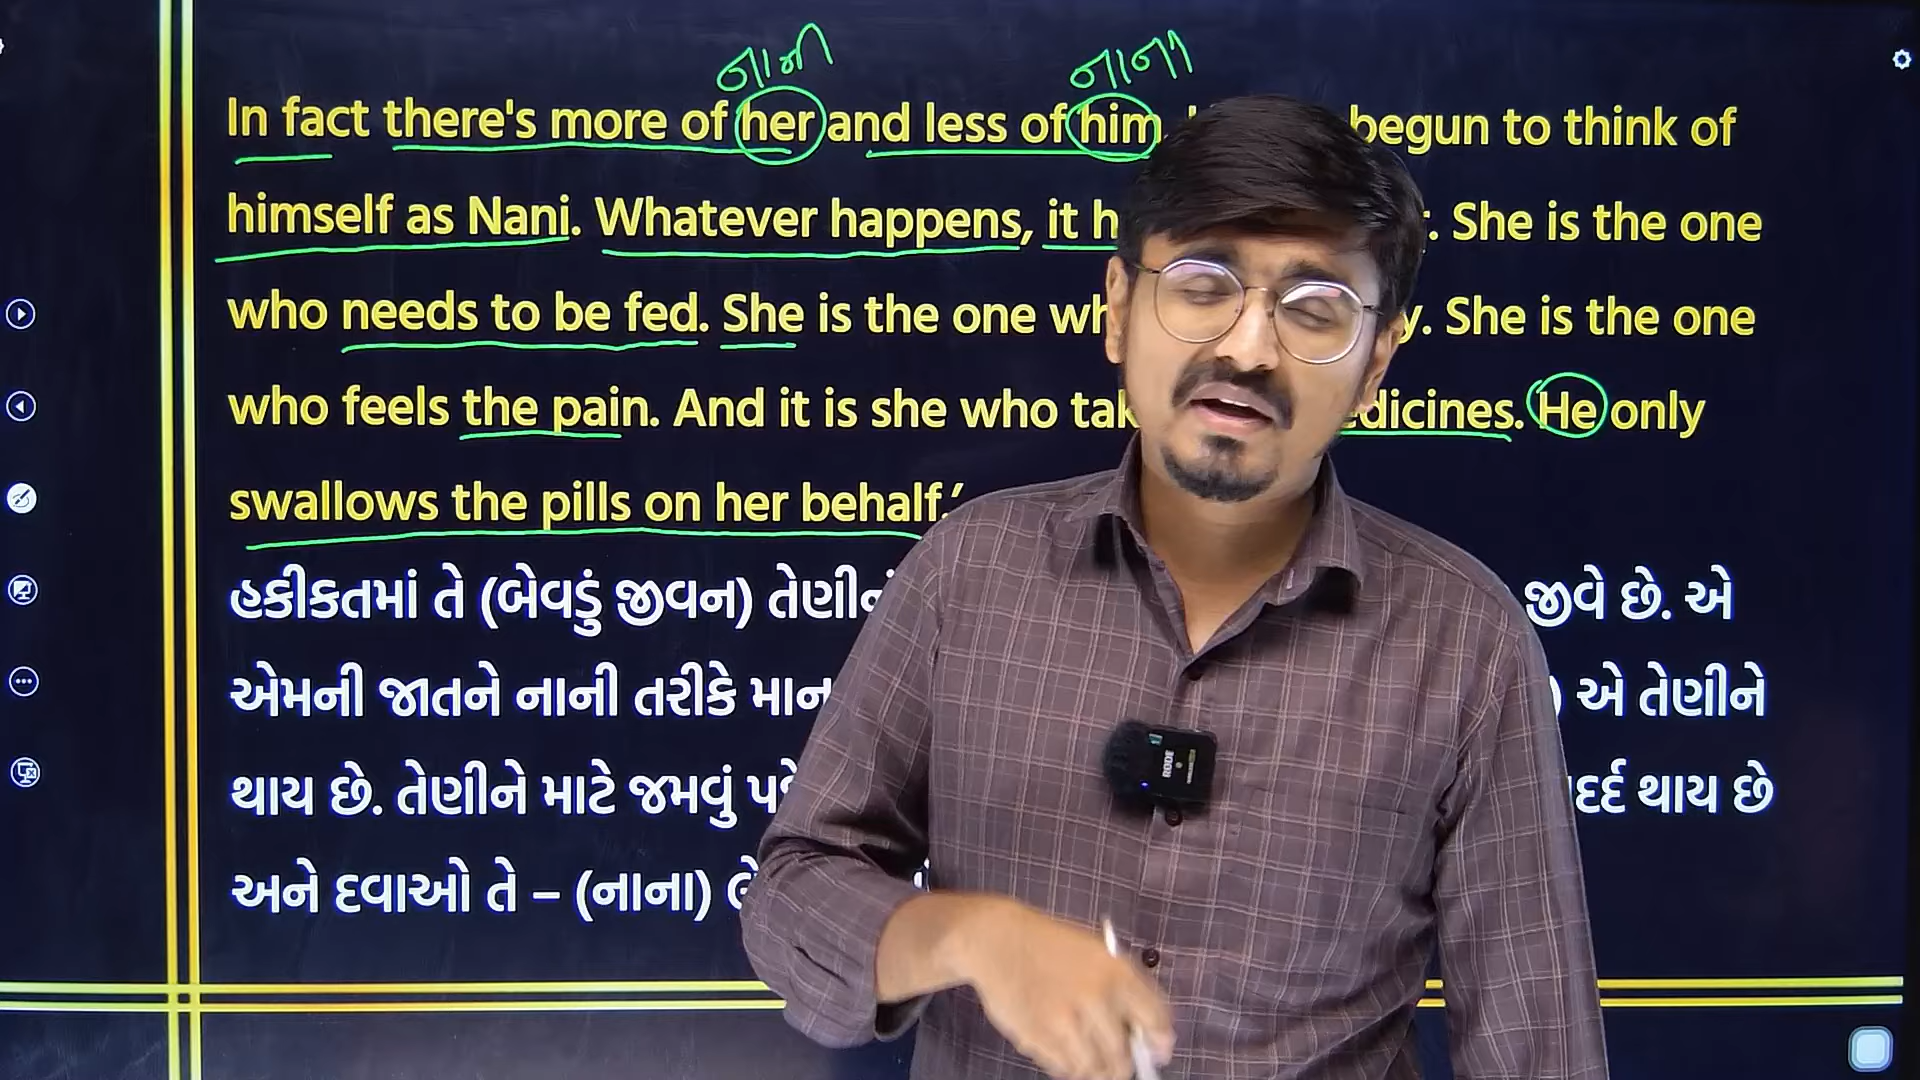 નાની નાના
In fact there's more of her and less of him. begun to think of
himself as Nani. Whatever happens, it She is the one
who needs to be fed. She is the one She is the one
who feels the pain. And it is she who He only
swallows the pills on her behalf.’
હકીકતમાં તે (બેવડું જીવન) જીવે છે. એ
એમની જાતને નાની તરીકે એ તેણીને
થાય છે. તેણીને માટે જમવું દર્દ થાય છે
અને દવાઓ તે – (નાના)
RODE